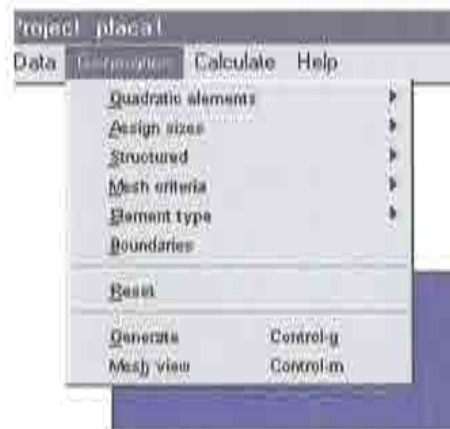 Project placa1
Data Calculate Help
Quadratic elements
Assign sizes
Structured
Mesh criteria
Element type
Boundaries
Reset
Generate Control-g
Mesh view Control-m